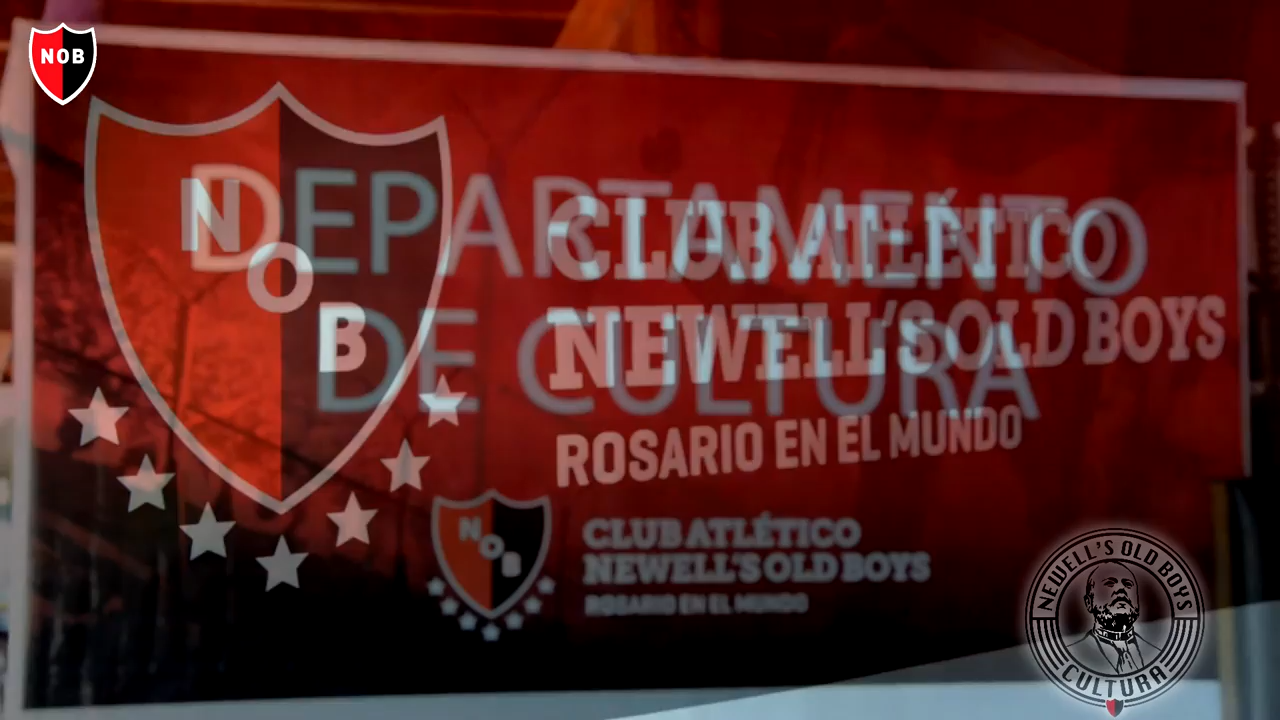 NOB
DEPARTAMENTO
DE CULTURA
N
O
B
CLUB ATLÉTICO
NEWELL'S OLD BOYS
ROSARIO EN EL MUNDO
N
O
B
CLUB ATLÉTICO
NEWELL'S OLD BOYS
ROSARIO EN EL MUNDO
NEWELL'S OLD BOYS
CULTURA